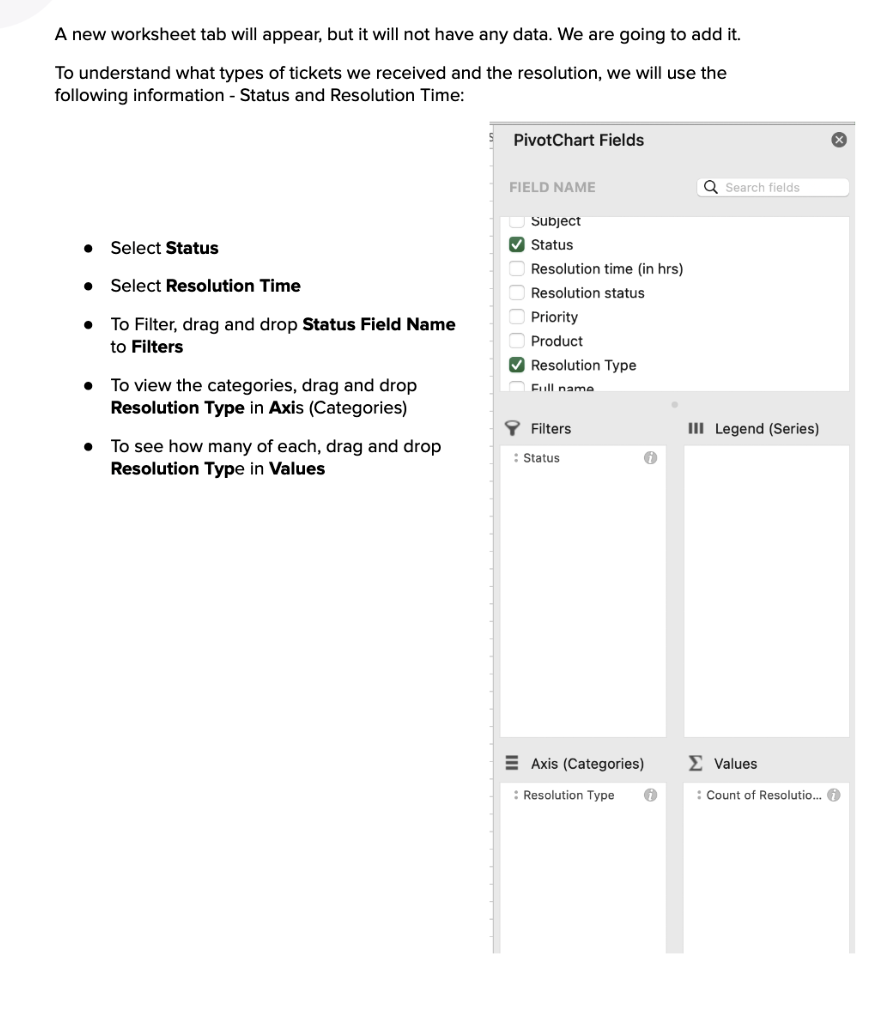 A new worksheet tab will appear, but it will not have any data. We are going to add it.
To understand what types of tickets we received and the resolution, we will use the
following information - Status and Resolution Time:
● Select Status
● Select Resolution Time
● To Filter, drag and drop Status Field Name
to Filters
● To view the categories, drag and drop
Resolution Type in Axis (Categories)
● To see how many of each, drag and drop
Resolution Type in Values
PivotChart Fields
FIELD NAME
Search fields
Subject
Status
Resolution time (in hrs)
Resolution status
Priority
Product
Resolution Type
Full name
Filters
Legend (Series)
Status
Axis (Categories)
Values
Resolution Type
Count of Resolutio...